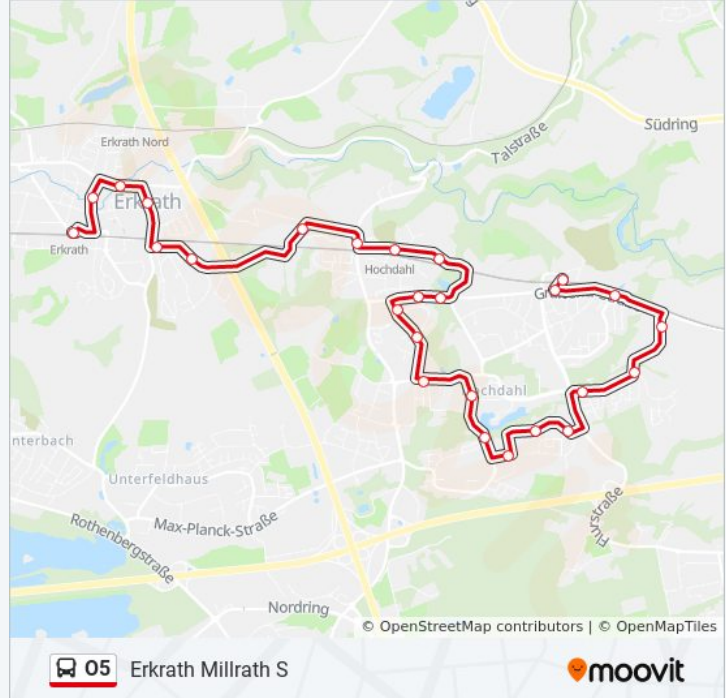 Südring
Talstraße
Erkrath Nord
Erkrath
Erkrath
Hochdahl
Hochdahl
nterbach
Unterfeldhaus
Max-Planck-Straße
Rothenbergstraße
Flurstraße
Nordring
© OpenStreetMap contributors | © OpenMapTiles
O5 Erkrath Millrath S
moovit